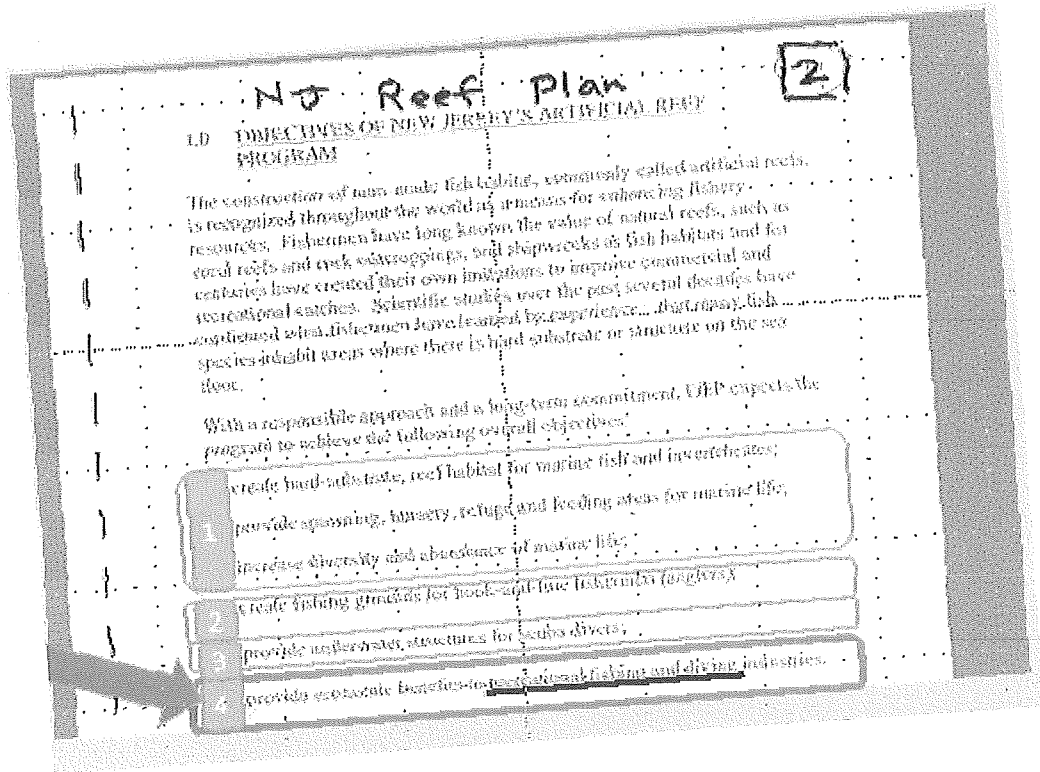 NJ Reef Plan
2
1.0 OBJECTIVES OF NEW JERSEY'S ARTIFICIAL REEF
PROGRAM
The construction of man-made fish habitat, commonly called artificial reefs,
is recognized throughout the world as a means for enhancing fishery
resources. Fishermen have long known the value of natural reefs, such as
coral reefs and rock outcroppings, and shipwrecks as fish habitats and for
centuries have created their own imitations to improve commercial and
recreational catches. Scientific studies over the past several decades have
confirmed what fishermen have learned by experience... that many fish
species inhabit areas where there is hard substrate or structure on the sea
floor.
With a responsible approach and a long-term commitment, DEP expects the
program to achieve the following overall objectives:
1
create hard-substrate, reef habitat for marine fish and invertebrates;
provide spawning, nursery, refuge and feeding areas for marine life;
increase diversity and abundance of marine life;
2
create fishing grounds for hook-and-line fishermen (anglers);
3
provide underwater structures for scuba divers;
4
provide economic benefits to recreational fishing and diving industries.